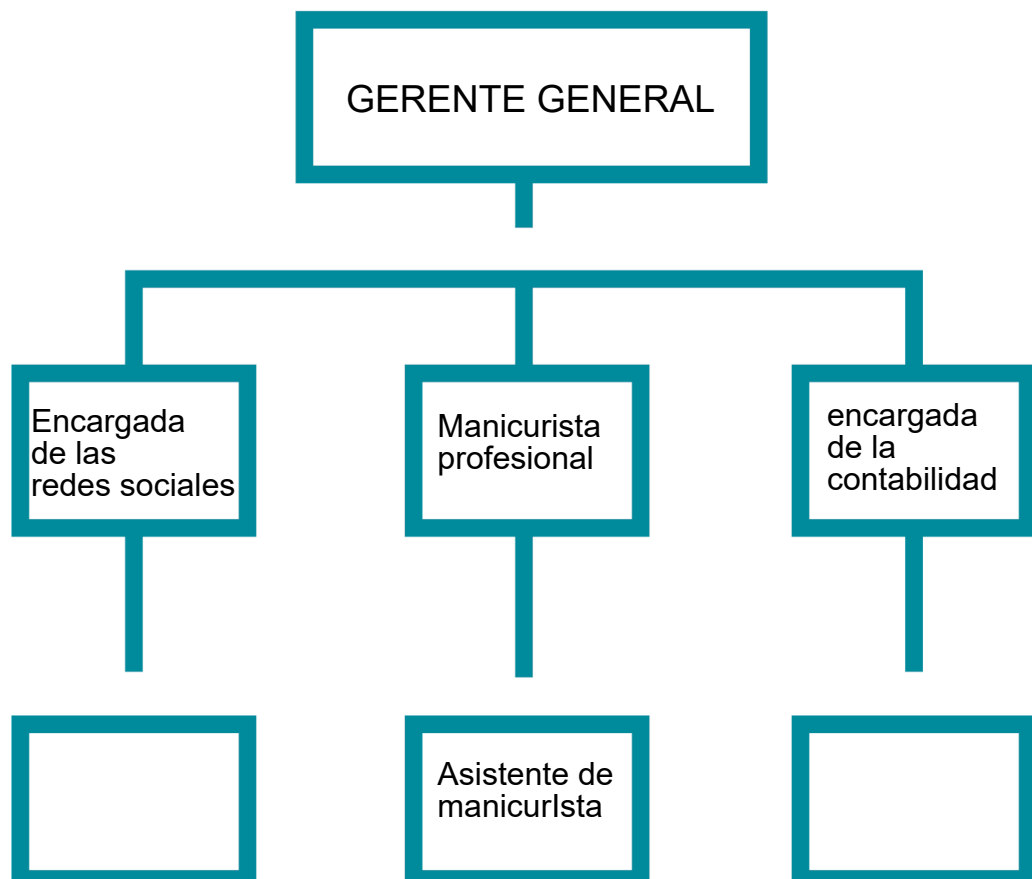 GERENTE GENERAL
Encargada
de las
redes sociales
Manicurista
profesional
encargada
de la
contabilidad
Asistente de
manicurIsta